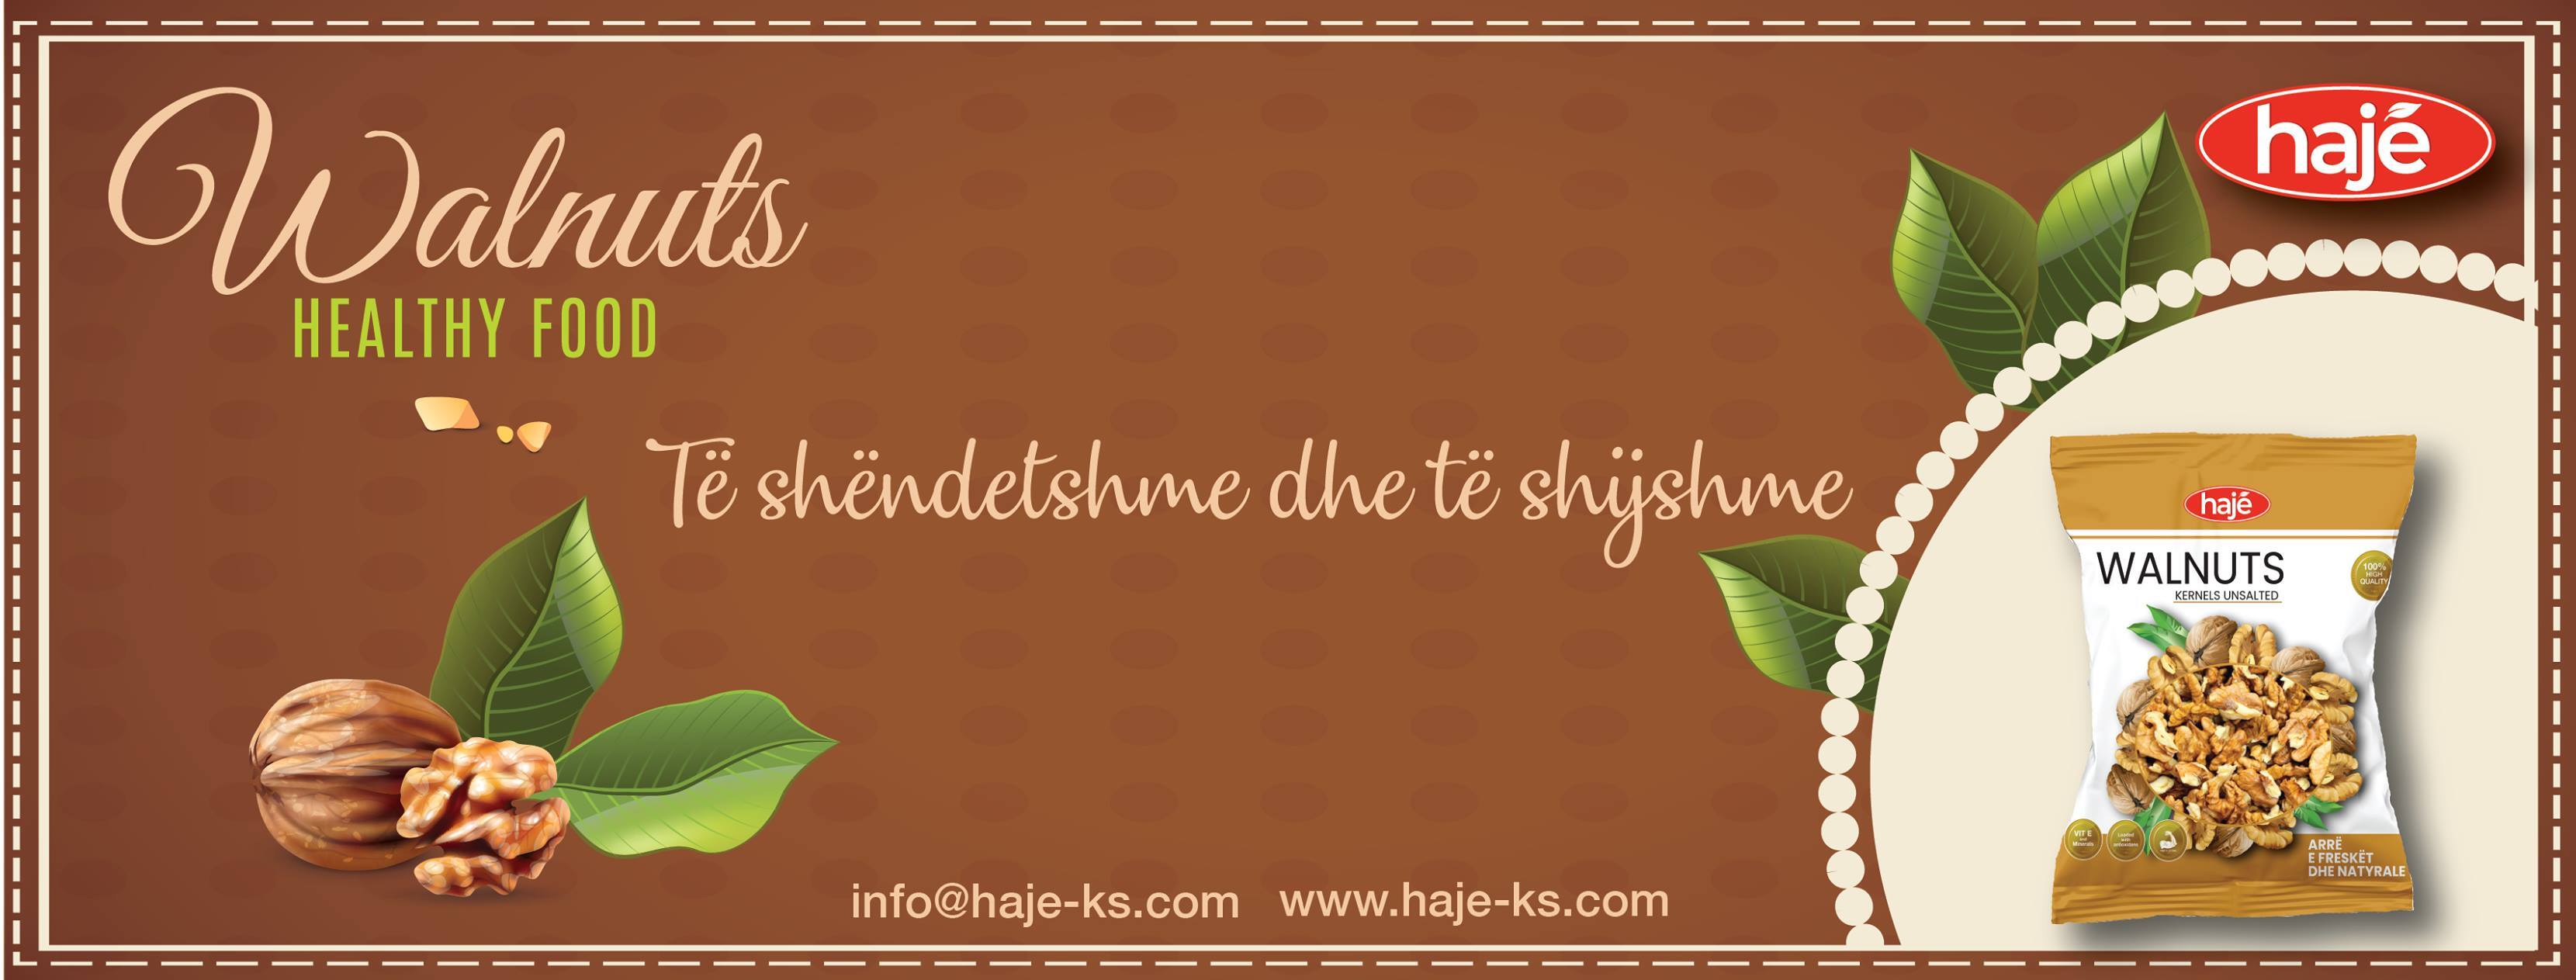 Walnuts
HEALTHY FOOD
hajé
Të shëndetshme dhe të shijshme
hajé
WALNUTS
KERNELS UNSALTED
100%
HIGH
QUALITY
VIT E
and
Minerals
ARRË
E FRESKËT
DHE NATYRALE
info@haje-ks.com www.haje-ks.com